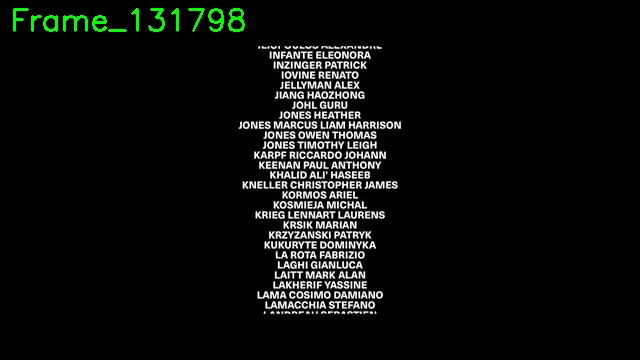 Frame_131798
INFANTE ELEONORA
INZINGER PATRICK
IOVINE RENATO
JELLYMAN ALEX
JIANG HAOZHONG
JOHL GURU
JONES HEATHER
JONES MARCUS LIAM HARRISON
JONES OWEN THOMAS
JONES TIMOTHY LEIGH
KARPF RICCARDO JOHANN
KEENAN PAUL ANTHONY
KHALID ALI' HASEEB
KNELLER CHRISTOPHER JAMES
KORMOS ARIEL
KOSMIEJA MICHAL
KRIEG LENNART LAURENS
KRSIK MARIAN
KRZYZANSKI PATRYK
KUKURYTE DOMINYKA
LA ROTA FABRIZIO
LAGHI GIANLUCA
LAITT MARK ALAN
LAKHERIF YASSINE
LAMA COSIMO DAMIANO
LAMACCHIA STEFANO